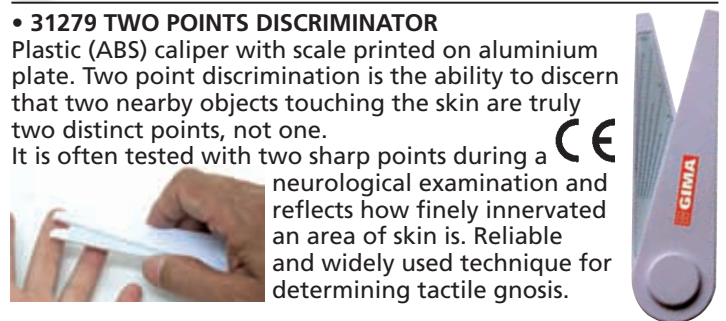 • 31279 TWO POINTS DISCRIMINATOR
Plastic (ABS) caliper with scale printed on aluminium
plate. Two point discrimination is the ability to discern
that two nearby objects touching the skin are truly
two distinct points, not one.
It is often tested with two sharp points during a CE
neurological examination and
reflects how finely innervated
an area of skin is. Reliable
and widely used technique for
determining tactile gnosis.
GIMA